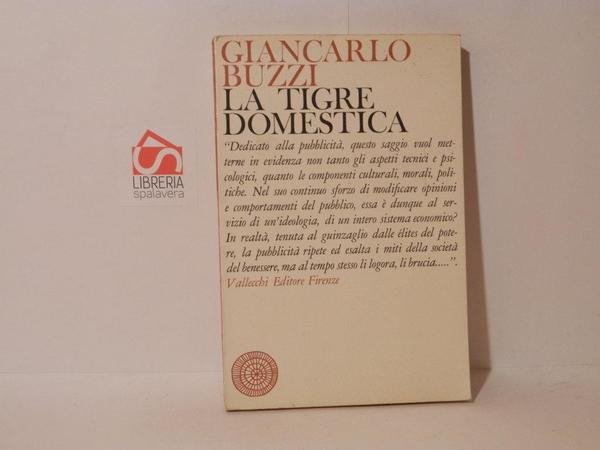 GIANCARLO
BUZZI
LA TIGRE
DOMESTICA
"Dedicato alla pubblicità, questo saggio vuol met-
terne in evidenza non tanto gli aspetti tecnici e psi-
cologici, quanto le componenti culturali, morali, poli-
tiche. Nel suo continuo sforzo di modificare opinioni
e comportamenti del pubblico, essa è dunque al ser-
vizio di un'ideologia, di un intero sistema economico?
In realtà, tenuta al guinzaglio dalle élites del pote-
re, la pubblicità ripete ed esalta i miti della società
del benessere, ma al tempo stesso li logora, li brucia.....".
Vallecchi Editore Firenze
LIBRERIA
spalavera